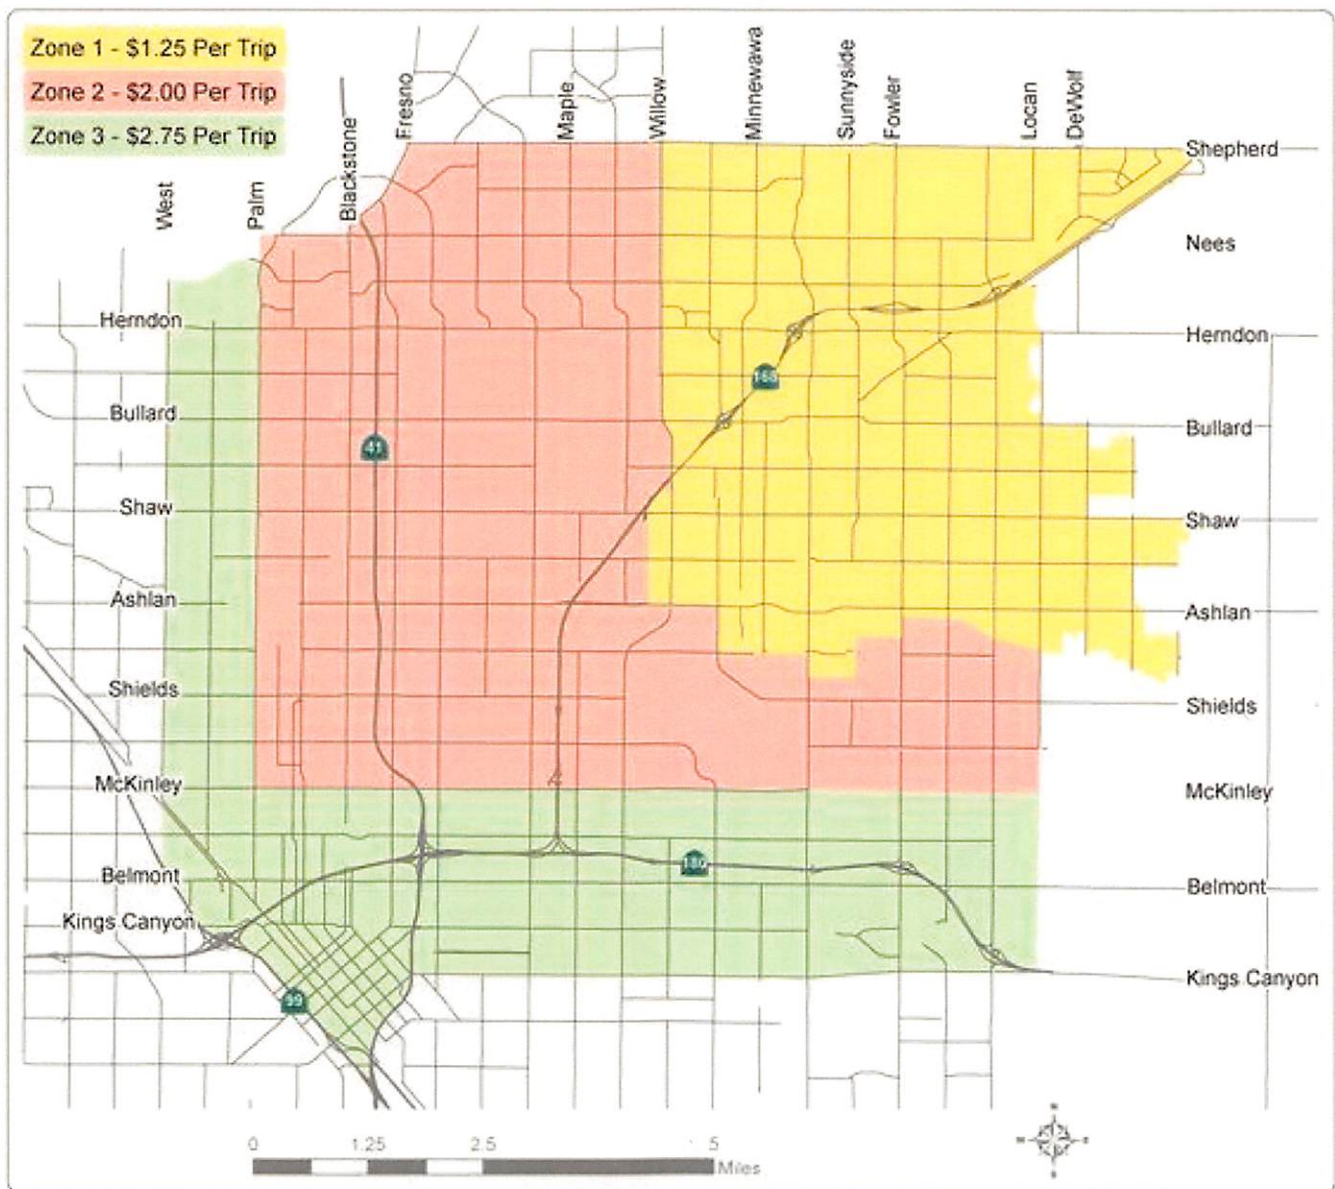 Zone 1 - $1.25 Per Trip
Zone 2 - $2.00 Per Trip
Zone 3 - $2.75 Per Trip
West
Palm
Blackstone
Fresno
Maple
Willow
Minnewawa
Sunnyside
Fowler
Locan
DeWolf
Shepherd
Nees
Herndon
Herndon
168
Bullard
Bullard
41
Shaw
Shaw
Ashlan
Ashlan
Shields
Shields
McKinley
McKinley
180
Belmont
Belmont
Kings Canyon
Kings Canyon
99
0 1.25 2.5 5
Miles